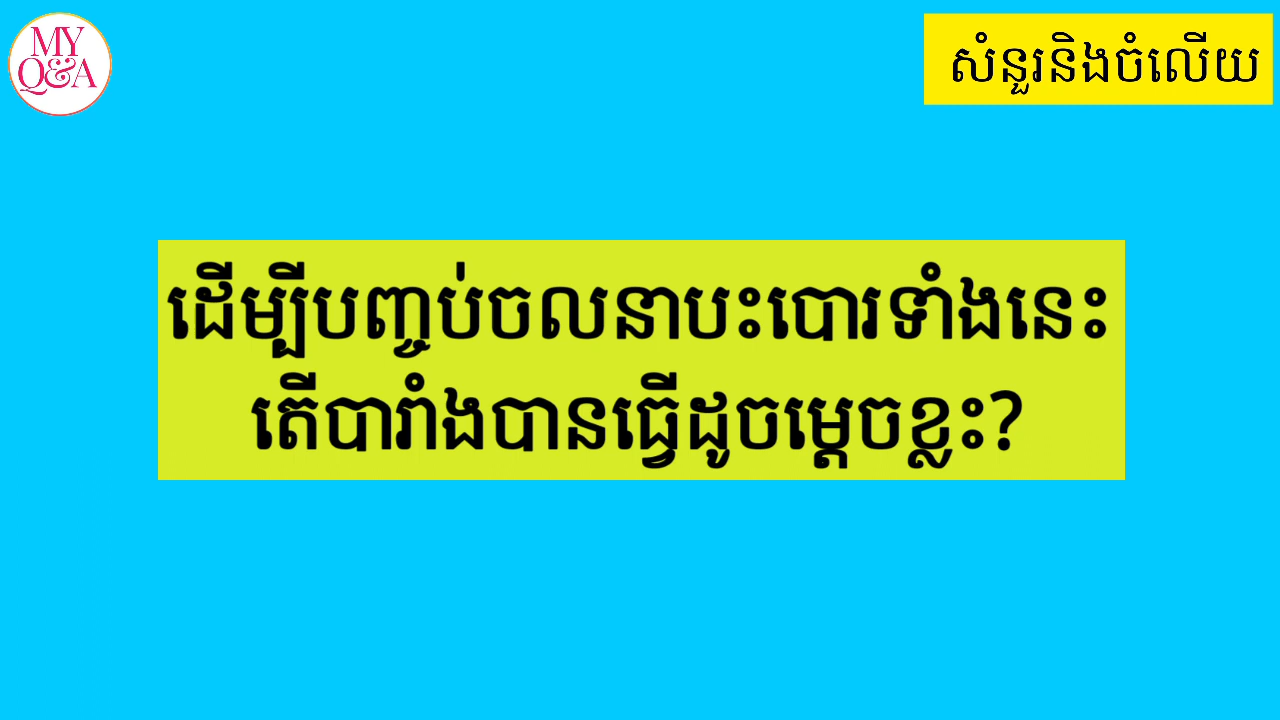 MY
Q&A
សំនួរនិងចំលើយ
ដើម្បីបញ្ចប់ចលនាបះបោរទាំងនេះ
តើបារាំងបានធ្វើដូចម្ដេចខ្លះ?